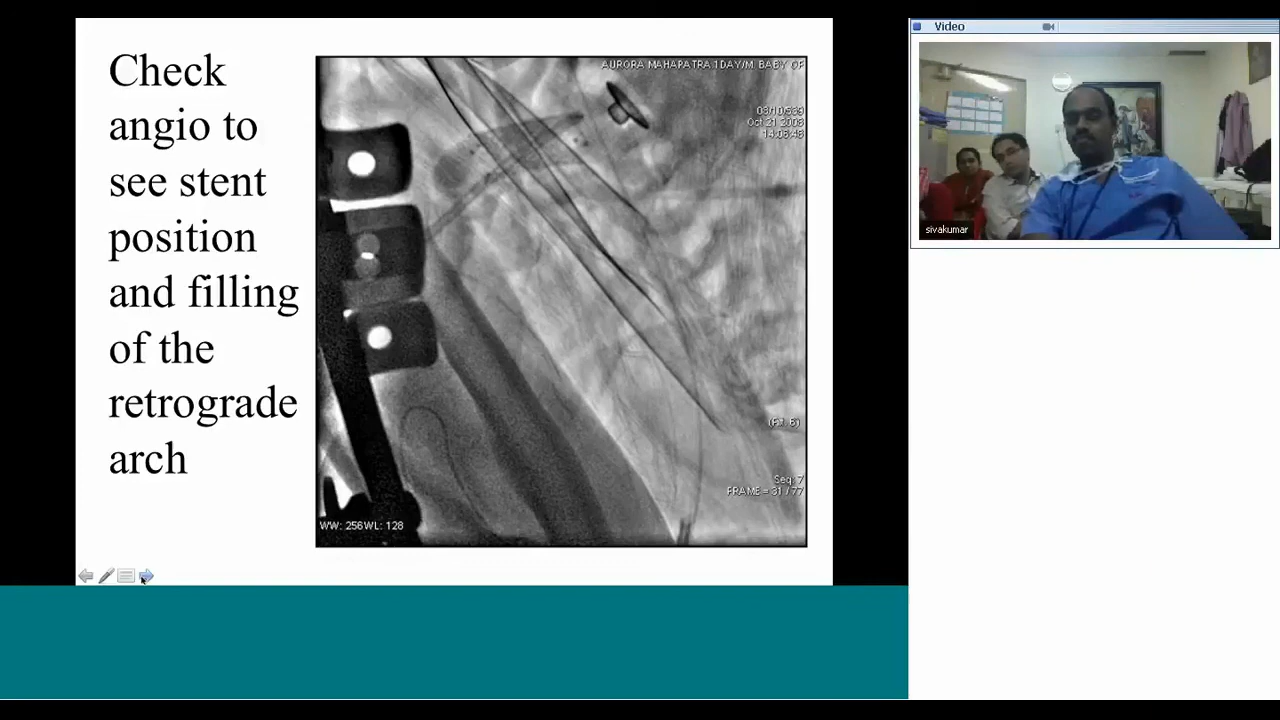 Check
angio to
see stent
position
and filling
of the
retrograde
arch
AURORA MAHAPATRA 1DAY/M. BABY OF
Oct 21 2008
14:06:48
Seq: 7
FRAME = 31 / 77
WW: 256WL: 128
Video
sivakumar